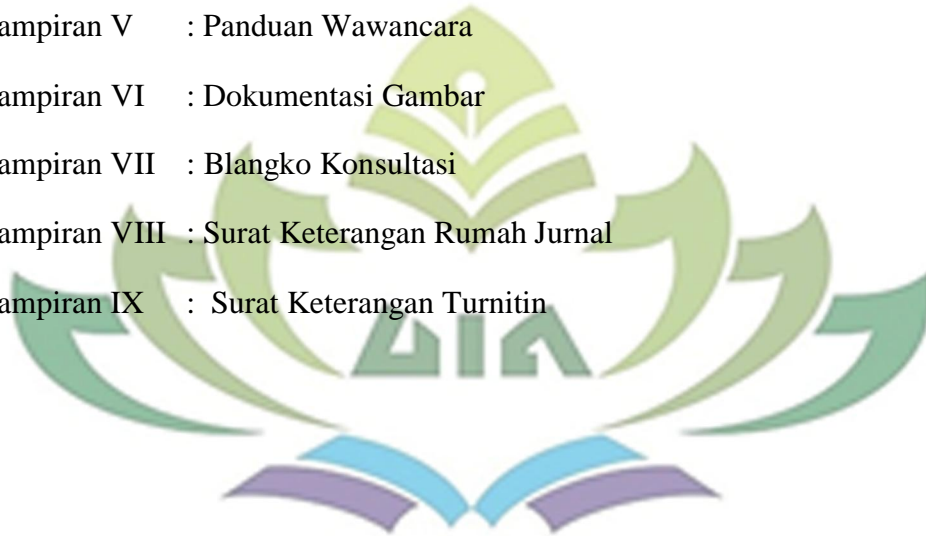 ampiran V : Panduan Wawancara
ampiran VI : Dokumentasi Gambar
ampiran VII : Blangko Konsultasi
ampiran VIII : Surat Keterangan Rumah Jurnal
ampiran IX : Surat Keterangan Turnitin
UIN